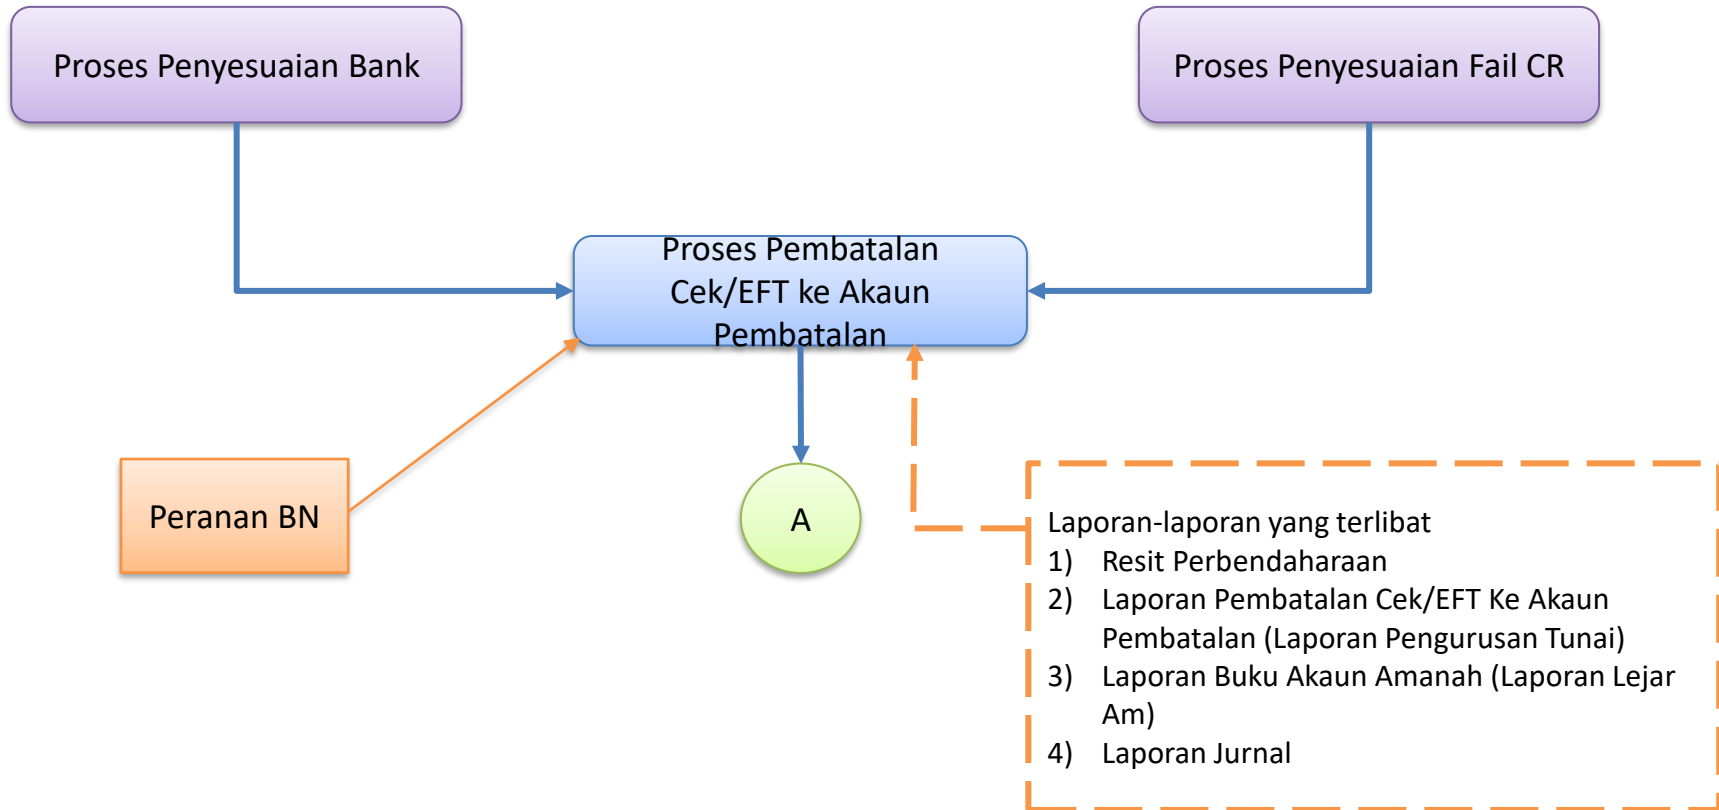 Proses Penyesuaian Bank
Proses Penyesuaian Fail CR
Proses Pembatalan
Cek/EFT ke Akaun
Pembatalan
Peranan BN
A
Laporan-laporan yang terlibat
1) Resit Perbendaharaan
2) Laporan Pembatalan Cek/EFT Ke Akaun
Pembatalan (Laporan Pengurusan Tunai)
3) Laporan Buku Akaun Amanah (Laporan Lejar
Am)
4) Laporan Jurnal